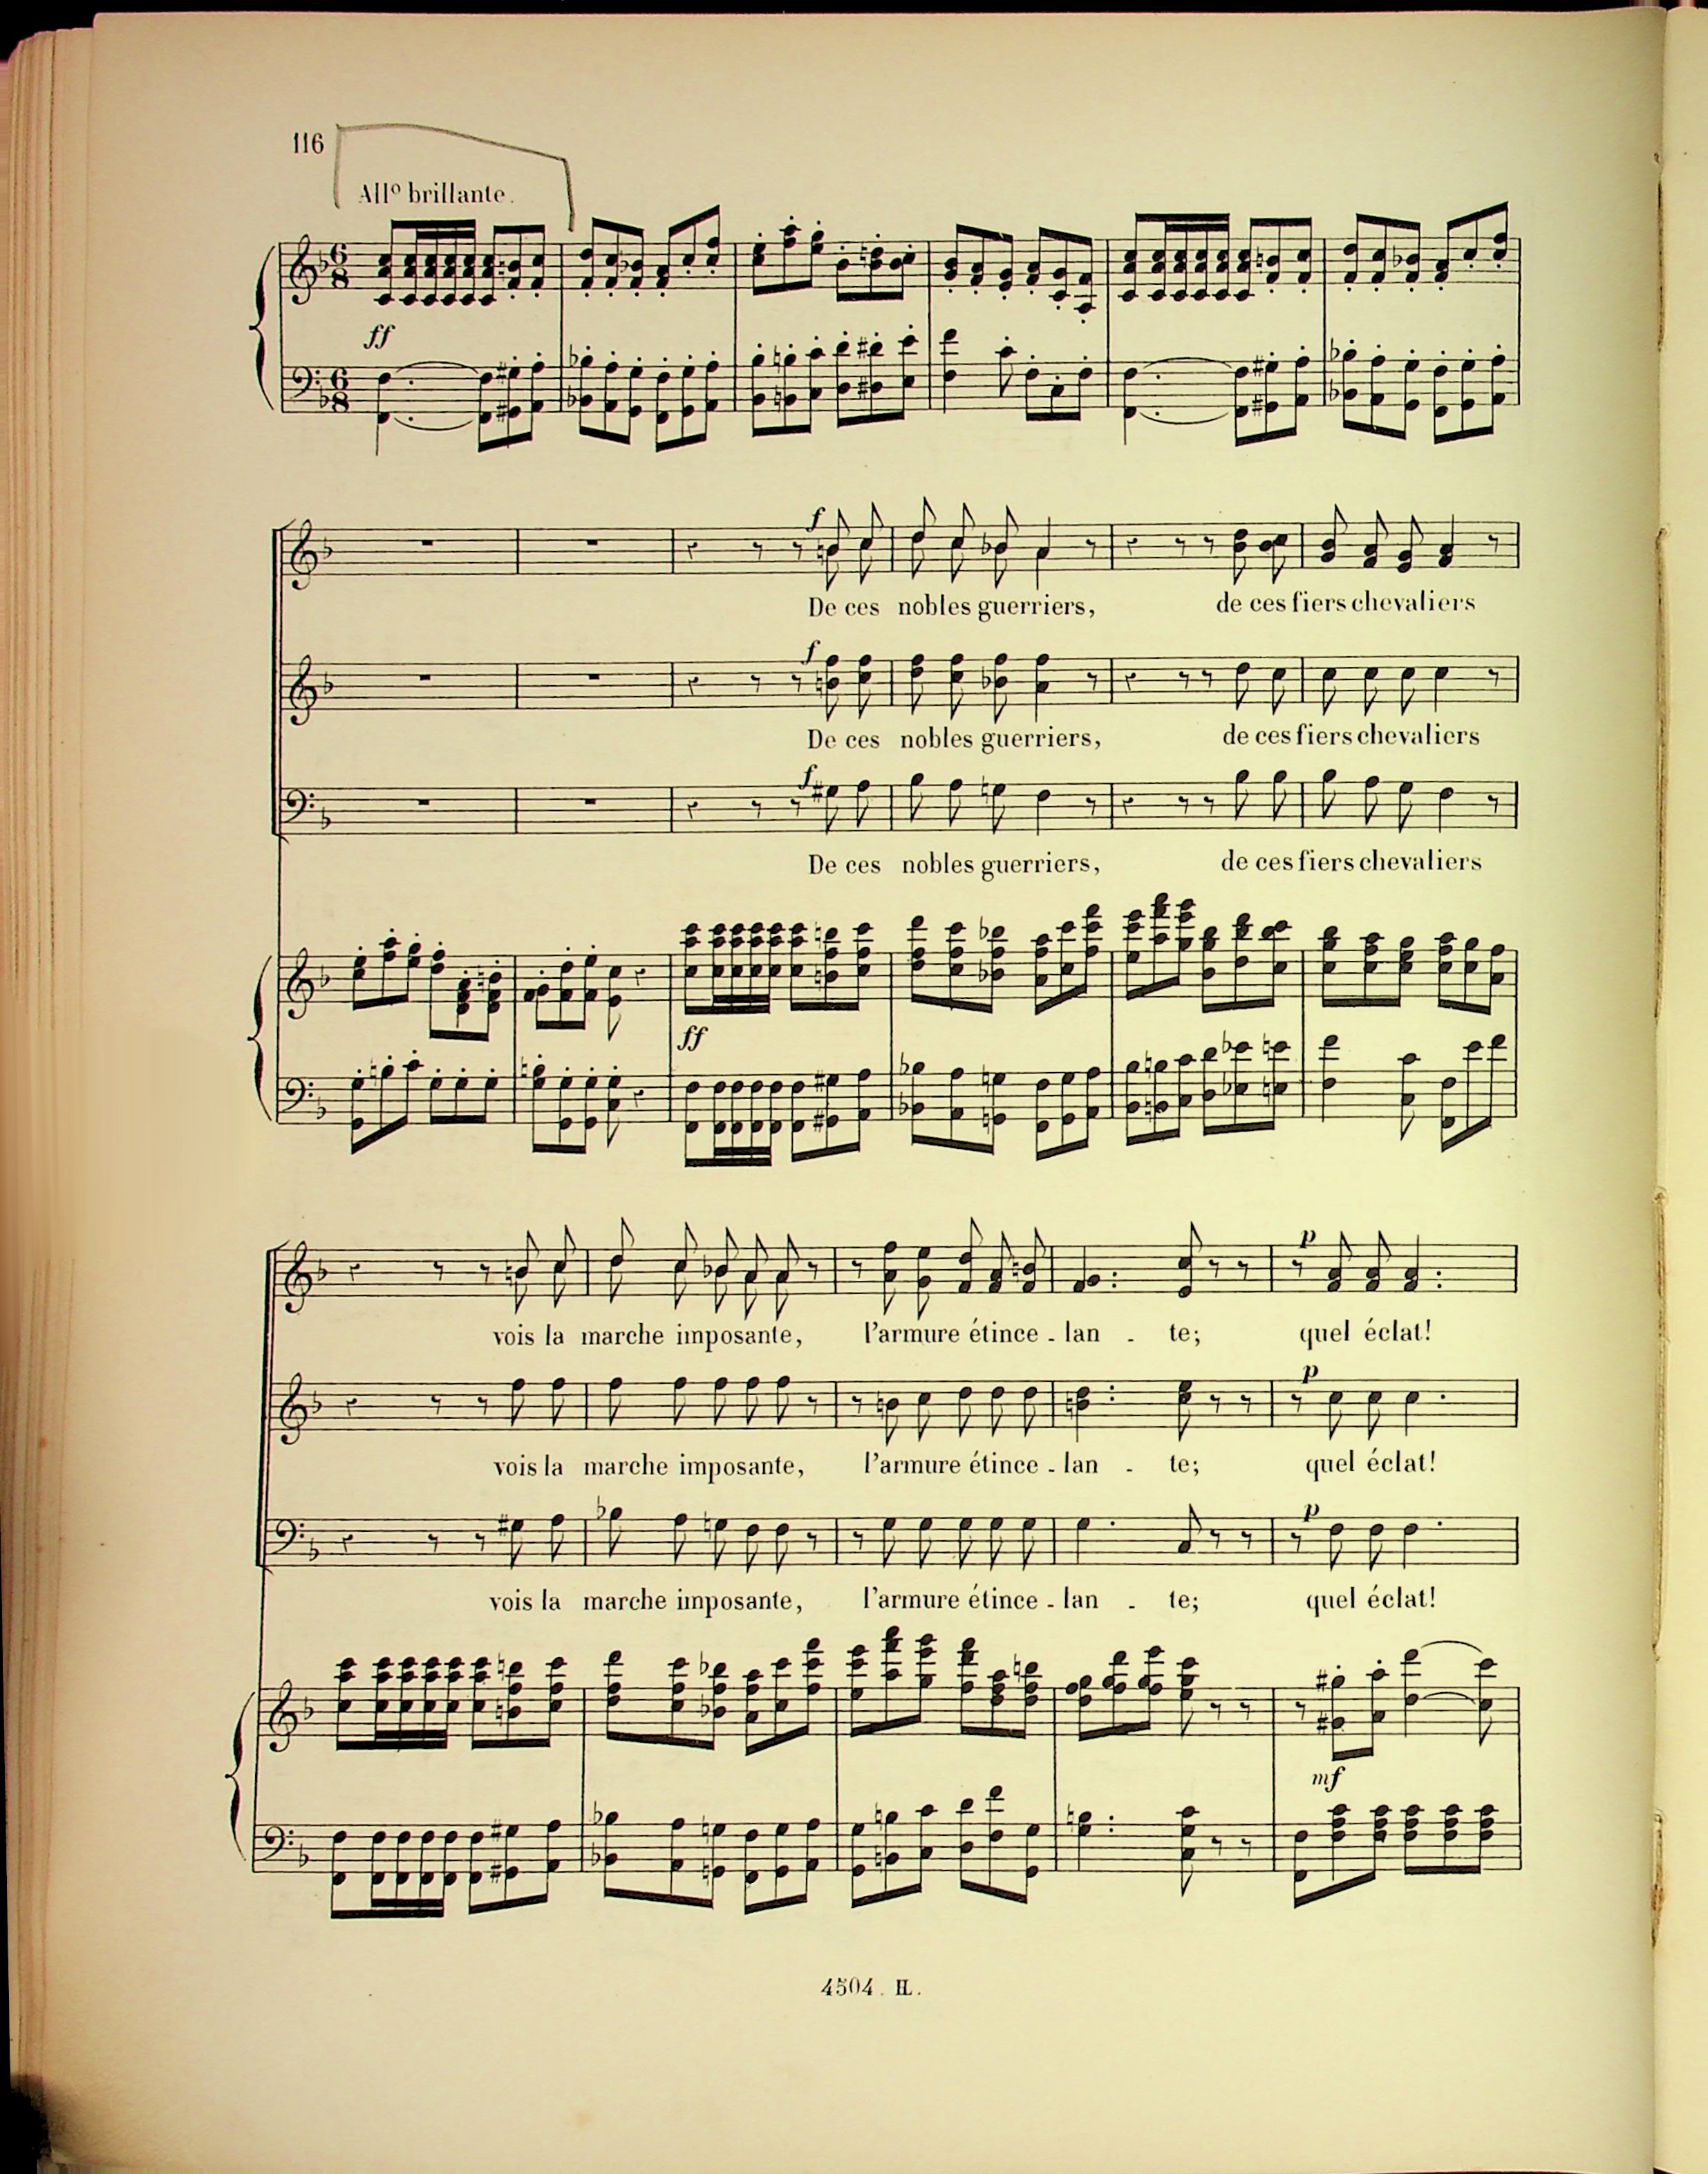 116
Allº brillante.
ff
f
De ces nobles guerriers, de ces fiers chevaliers
f
De ces nobles guerriers, de ces fiers chevaliers
f
De ces nobles guerriers, de ces fiers chevaliers
ff
p
vois la marche imposante, l'armure étince - lan - te; quel éclat!
p
vois la marche imposante, l'armure étince - lan - te; quel éclat!
p
vois la marche imposante, l'armure étince - lan - te; quel éclat!
mf
4504. H.